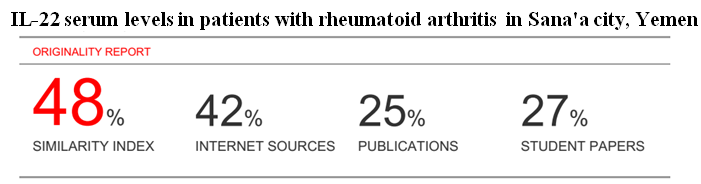 IL-22 serum levels in patients with rheumatoid arthritis in Sana'a city, Yemen
ORIGINALITY REPORT
48% 42% 25% 27%
SIMILARITY INDEX INTERNET SOURCES PUBLICATIONS STUDENT PAPERS